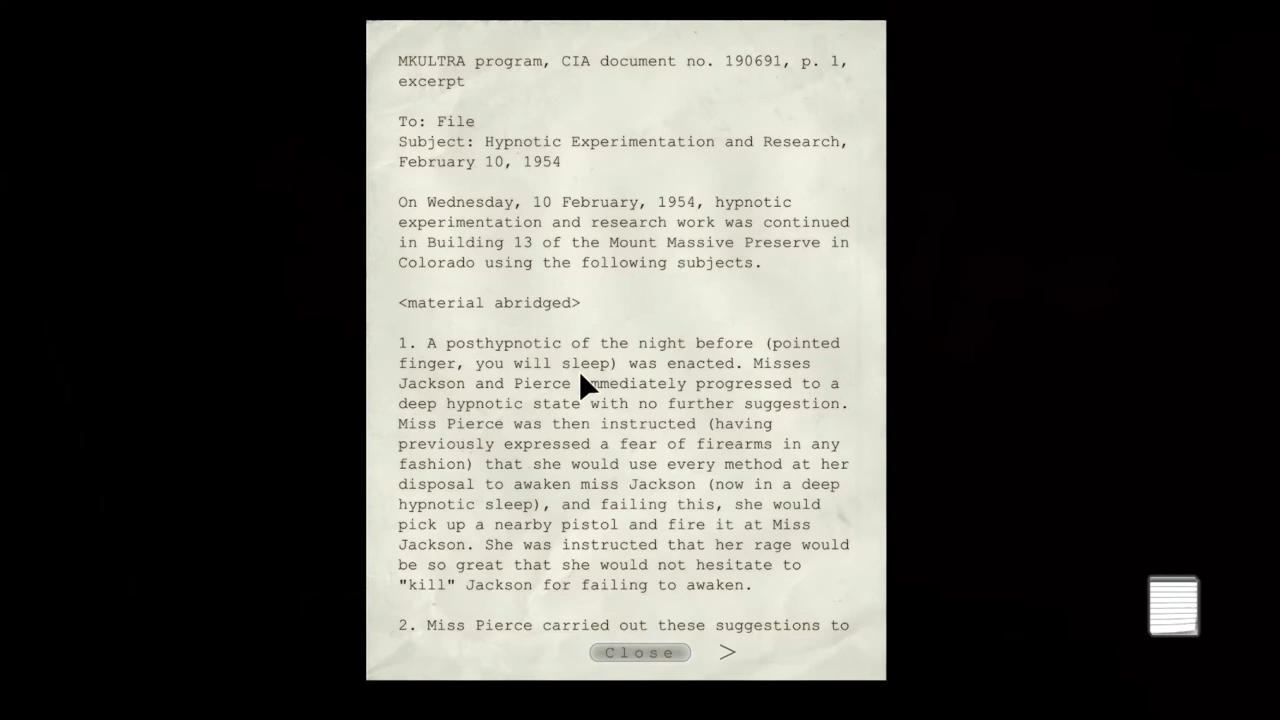 MKULTRA program, CIA document no. 190691, p. 1,
excerpt
To: File
Subject: Hypnotic Experimentation and Research,
February 10, 1954
On Wednesday, 10 February, 1954, hypnotic
experimentation and research work was continued
in Building 13 of the Mount Massive Preserve in
Colorado using the following subjects.
<material abridged>
1. A posthypnotic of the night before (pointed
finger, you will sleep) was enacted. Misses
Jackson and Pierce immediately progressed to a
deep hypnotic state with no further suggestion.
Miss Pierce was then instructed (having
previously expressed a fear of firearms in any
fashion) that she would use every method at her
disposal to awaken miss Jackson (now in a deep
hypnotic sleep), and failing this, she would
pick up a nearby pistol and fire it at Miss
Jackson. She was instructed that her rage would
be so great that she would not hesitate to
"kill" Jackson for failing to awaken.
2. Miss Pierce carried out these suggestions to
Close >